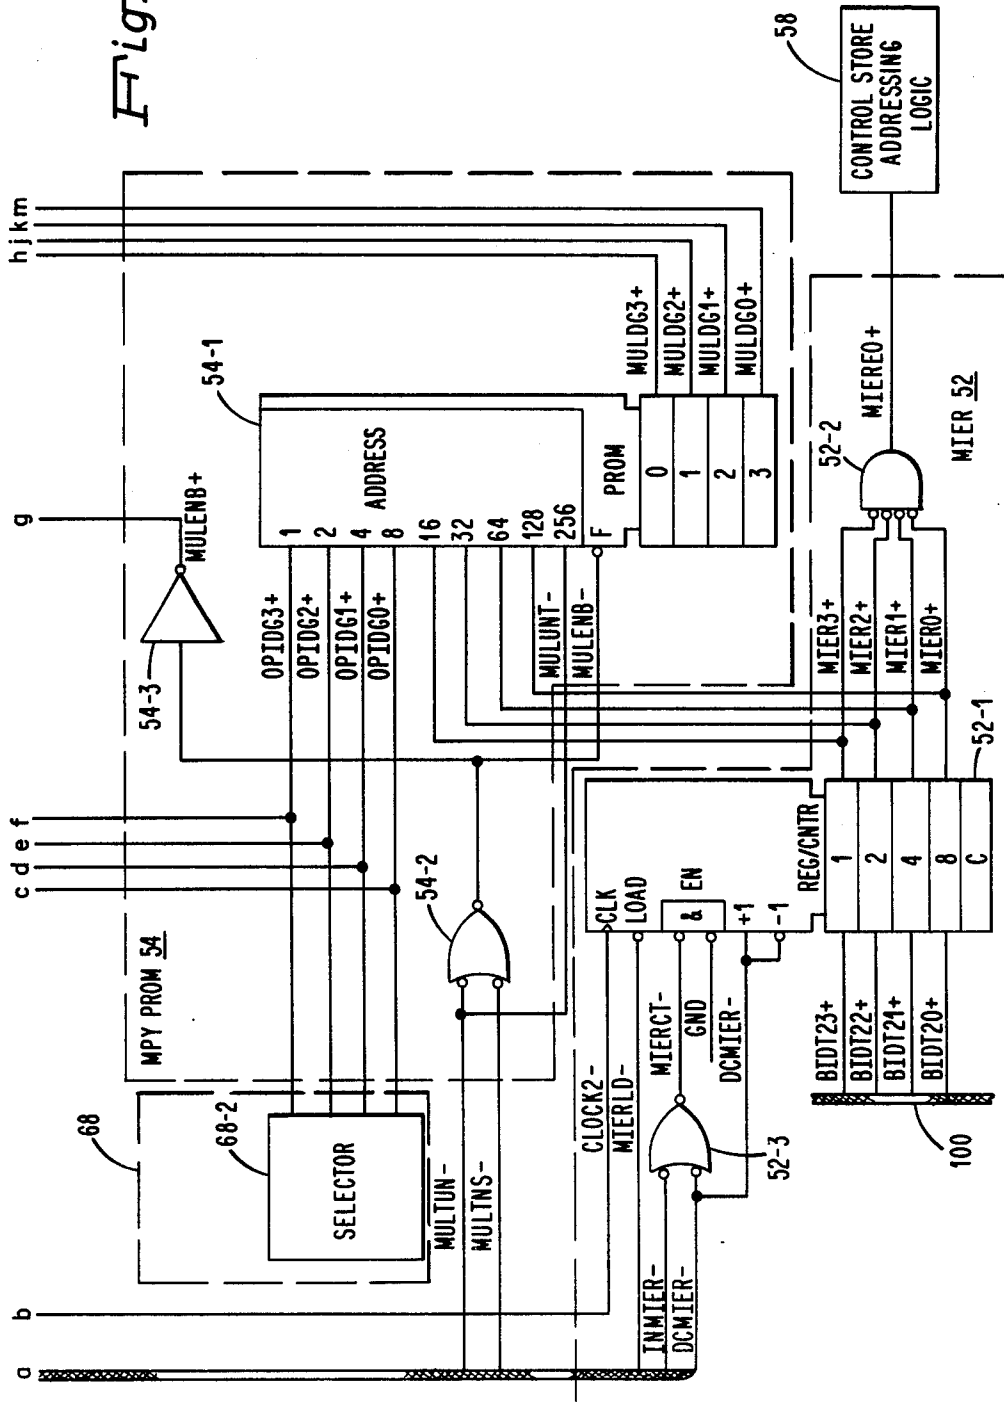 Fig.
a
b
c
d
e
f
g
h
j
k
m
68
68-2
SELECTOR
MPY PROM 54
54-3
MULENB+
OPIDG3+
OPIDG2+
OPIDG1+
OPIDG0+
54-1
ADDRESS
1
2
4
8
16
32
64
128
256
F
PROM
0
1
2
3
MULDG3+
MULDG2+
MULDG1+
MULDG0+
MULUNT-
MULENB-
54-2
MULTUN-
MULTNS-
CLOCK2-
MIERLD-
INMIER-
DCMIER-
52-3
MIERCT-
GND
DCMIER-
CLK
LOAD
&
EN
+1
-1
REG/CNTR
1
2
4
8
C
52-1
BIDT23+
BIDT22+
BIDT21+
BIDT20+
100
MIER3+
MIER2+
MIER1+
MIER0+
52-2
MIERE0+
MIER 52
58
CONTROL STORE
ADDRESSING
LOGIC